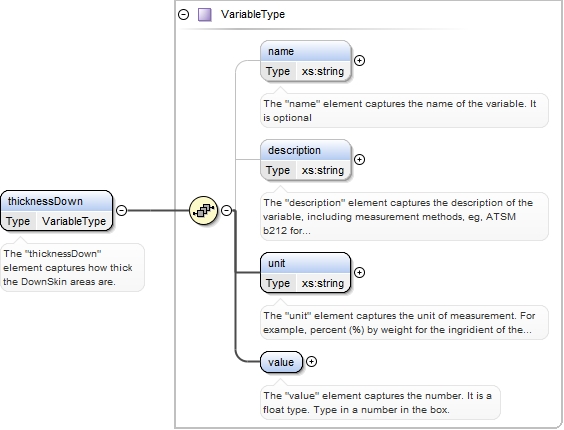 VariableType
name
Type xs:string
The "name" element captures the name of the variable. It
is optional
description
Type xs:string
The "description" element captures the description of the
variable, including measurement methods, eg, ATSM
b212 for...
thicknessDown
Type VariableType
The "thicknessDown"
element captures how thick
the DownSkin areas are.
unit
Type xs:string
The "unit" element captures the unit of measurement. For
example, percent (%) by weight for the ingridient of the...
value
The "value" element captures the number. It is a
float type. Type in a number in the box.